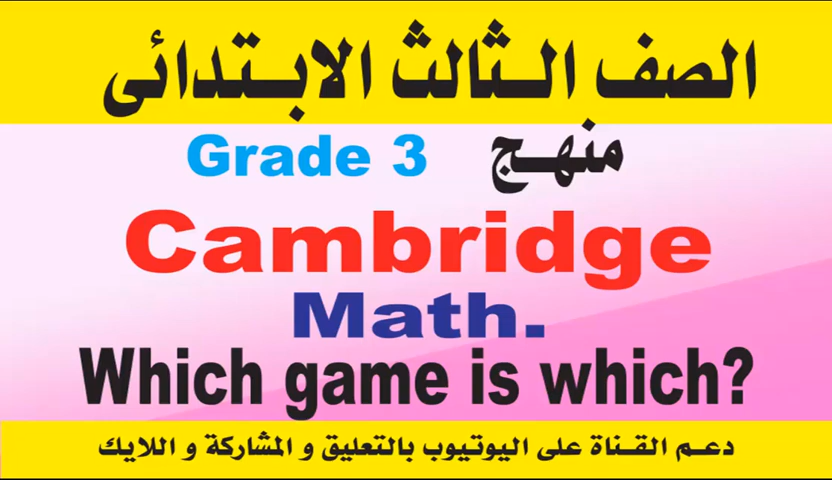 الصف الثالث الابتدائى
Grade 3 منهج
Cambridge
Math.
Which game is which?
دعم القناة على اليوتيوب بالتعليق و المشاركة و اللايك